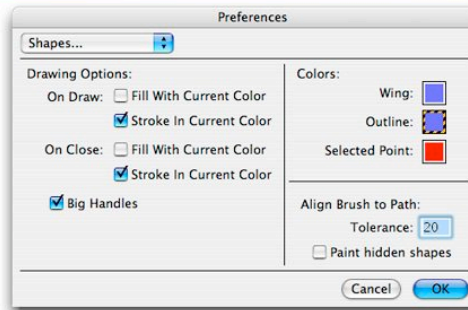 Preferences
Shapes...
Drawing Options:
On Draw: Fill With Current Color
Stroke In Current Color
On Close: Fill With Current Color
Stroke In Current Color
Big Handles
Colors:
Wing:
Outline:
Selected Point:
Align Brush to Path:
Tolerance: 20
Paint hidden shapes
Cancel OK